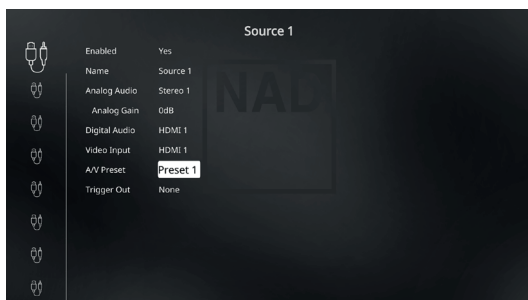 Source 1
Enabled Yes
Name Source 1
Analog Audio Stereo 1
Analog Gain 0dB
Digital Audio HDMI 1
Video Input HDMI 1
A/V Preset Preset 1
Trigger Out None
NAD